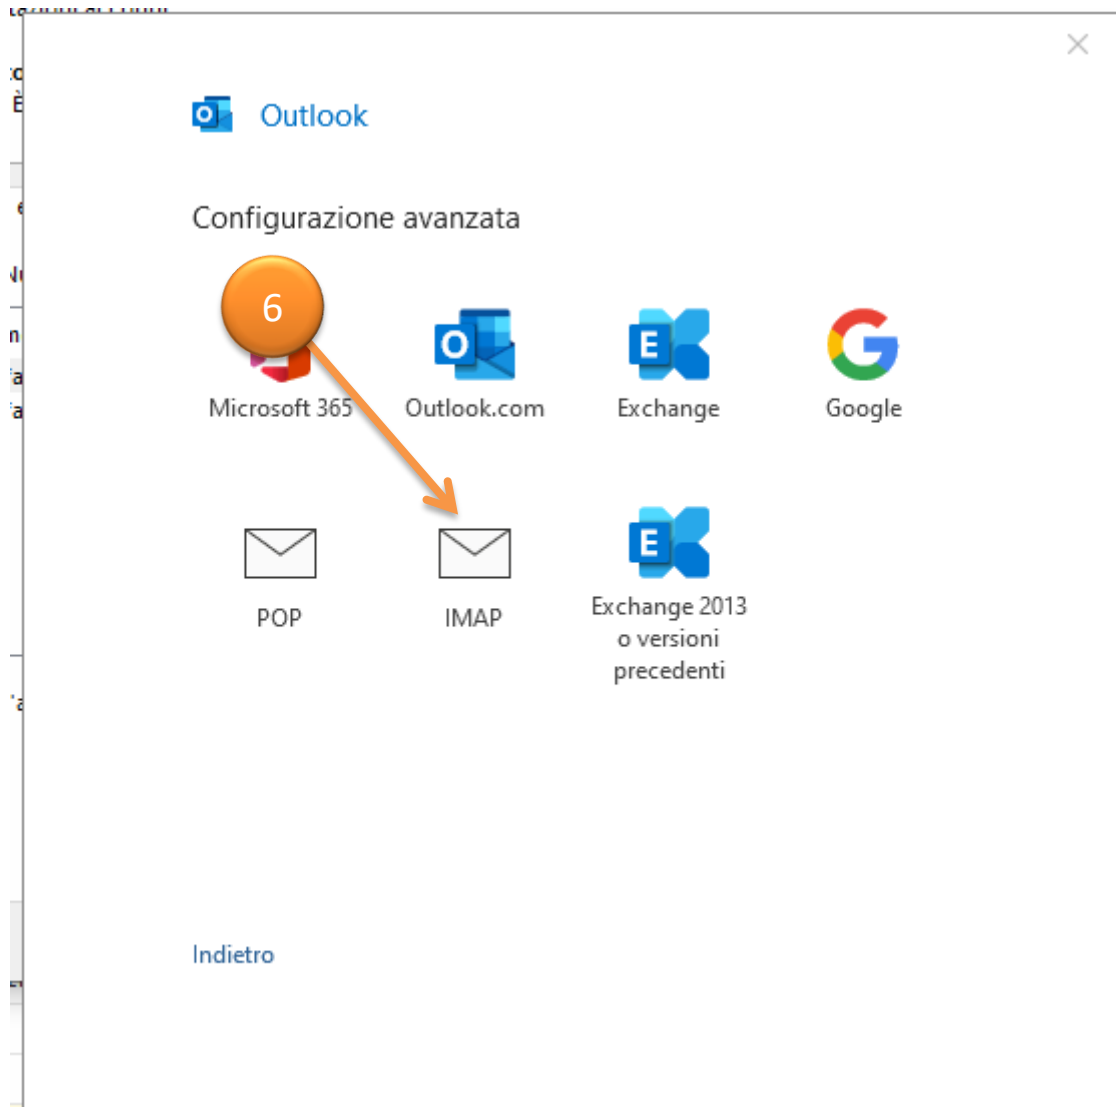 Outlook
Configurazione avanzata
6
O
E
Microsoft 365
Outlook.com
Exchange
Google
E
POP
IMAP
Exchange 2013
o versioni
precedenti
Indietro